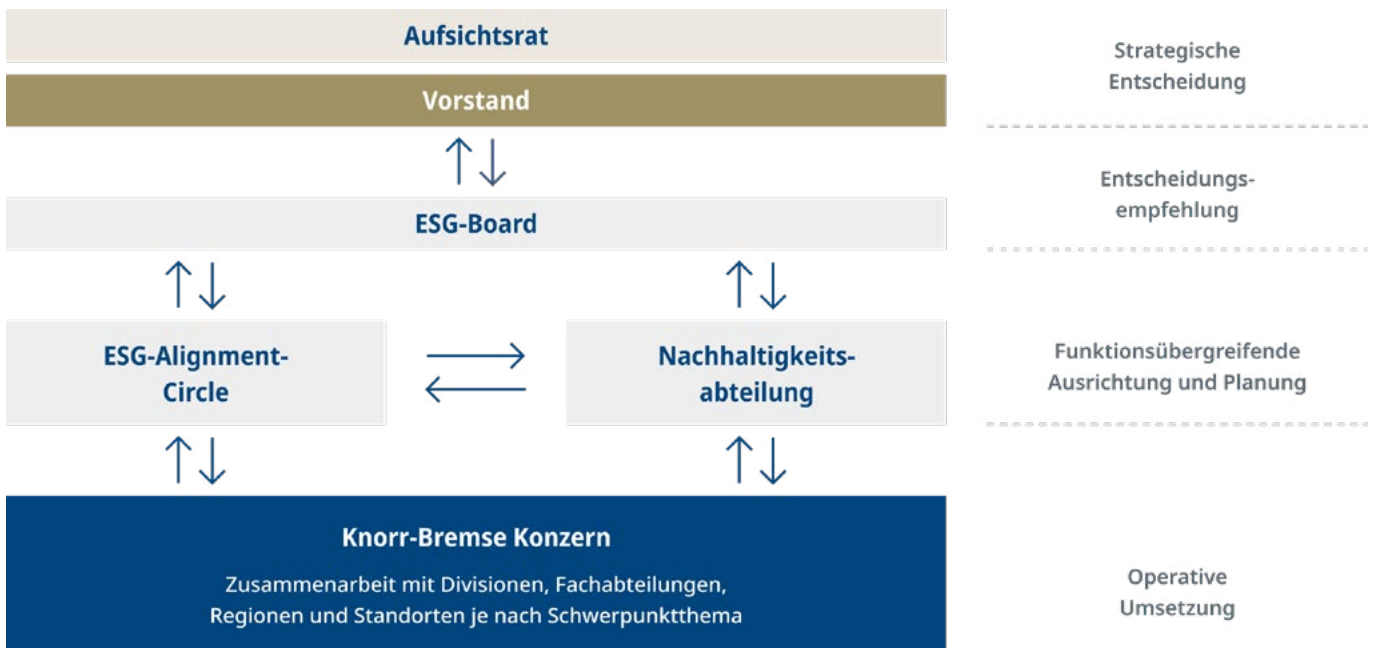 Aufsichtsrat
Vorstand
Strategische
Entscheidung
ESG-Board
Entscheidungs-
empfehlung
ESG-Alignment-
Circle
Nachhaltigkeits-
abteilung
Funktionsübergreifende
Ausrichtung und Planung
Knorr-Bremse Konzern
Zusammenarbeit mit Divisionen, Fachabteilungen,
Regionen und Standorten je nach Schwerpunktthema
Operative
Umsetzung